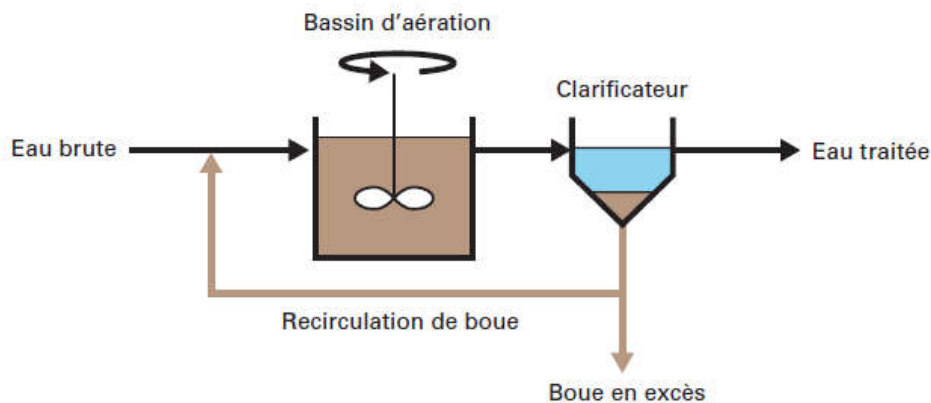 Bassin d'aération
Clarificateur
Eau brute
Eau traitée
Recirculation de boue
Boue en excès